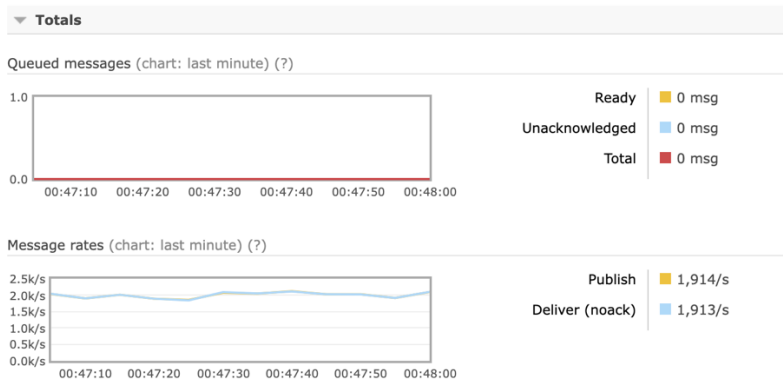 Totals
Queued messages (chart: last minute) (?)
1.0
0.0
00:47:10 00:47:20 00:47:30 00:47:40 00:47:50 00:48:00
Ready 0 msg
Unacknowledged 0 msg
Total 0 msg
Message rates (chart: last minute) (?)
2.5k/s
2.0k/s
1.5k/s
1.0k/s
0.5k/s
0.0k/s
00:47:10 00:47:20 00:47:30 00:47:40 00:47:50 00:48:00
Publish 1,914/s
Deliver (noack) 1,913/s